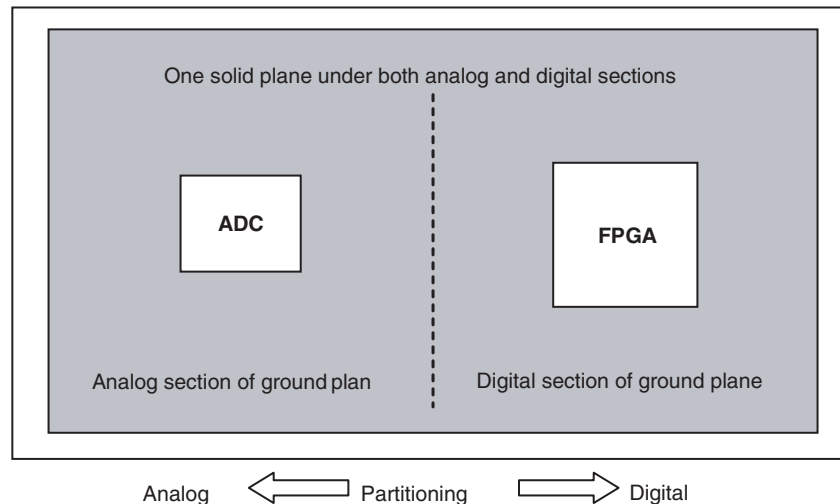 One solid plane under both analog and digital sections
ADC
FPGA
Analog section of ground plan
Digital section of ground plane
Analog
Partitioning
Digital